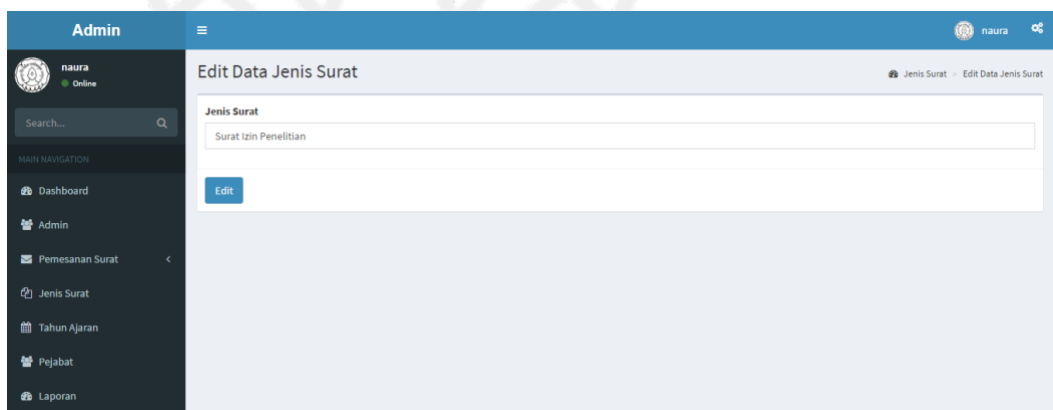 Admin
naura
naura
Online
Edit Data Jenis Surat
Jenis Surat > Edit Data Jenis Surat
Search...
Jenis Surat
Surat Izin Penelitian
MAIN NAVIGATION
Dashboard
Edit
Admin
Pemesanan Surat
Jenis Surat
Tahun Ajaran
Pejabat
Laporan